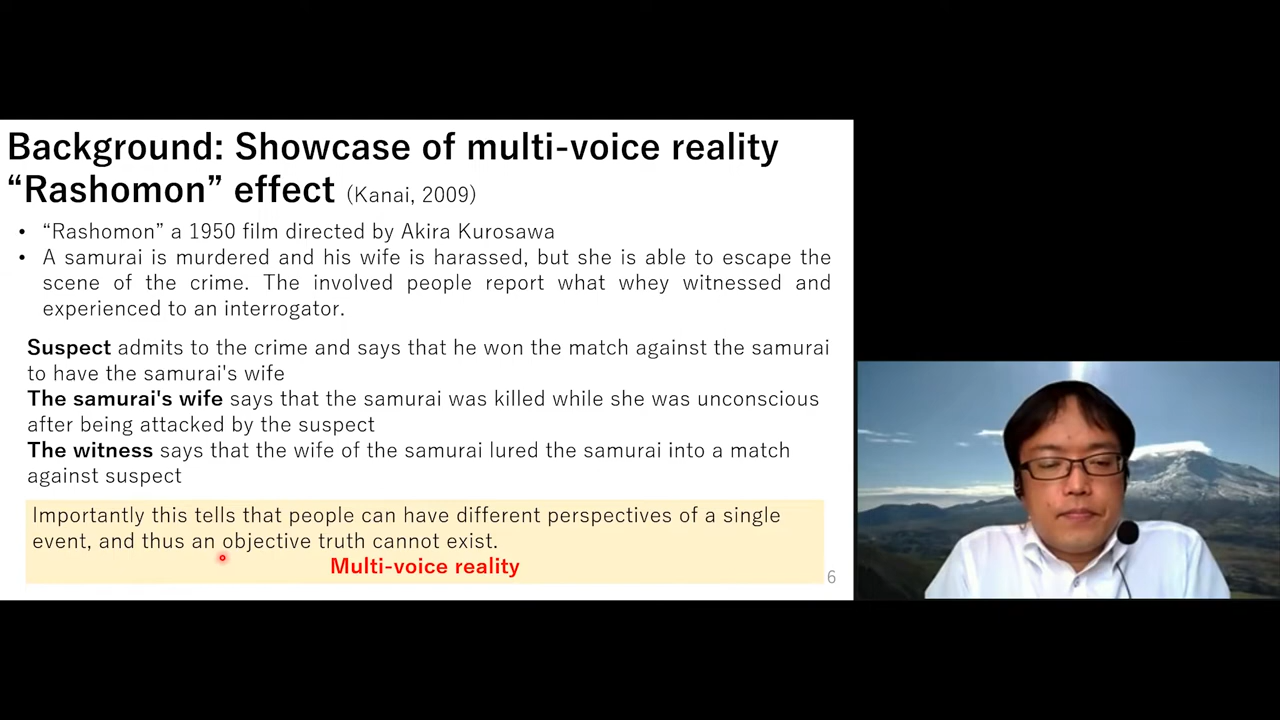 Background: Showcase of multi-voice reality
“Rashomon” effect (Kanai, 2009)
• “Rashomon” a 1950 film directed by Akira Kurosawa
• A samurai is murdered and his wife is harassed, but she is able to escape the
scene of the crime. The involved people report what whey witnessed and
experienced to an interrogator.
Suspect admits to the crime and says that he won the match against the samurai
to have the samurai's wife
The samurai's wife says that the samurai was killed while she was unconscious
after being attacked by the suspect
The witness says that the wife of the samurai lured the samurai into a match
against suspect
Importantly this tells that people can have different perspectives of a single
event, and thus an objective truth cannot exist.
Multi-voice reality
6